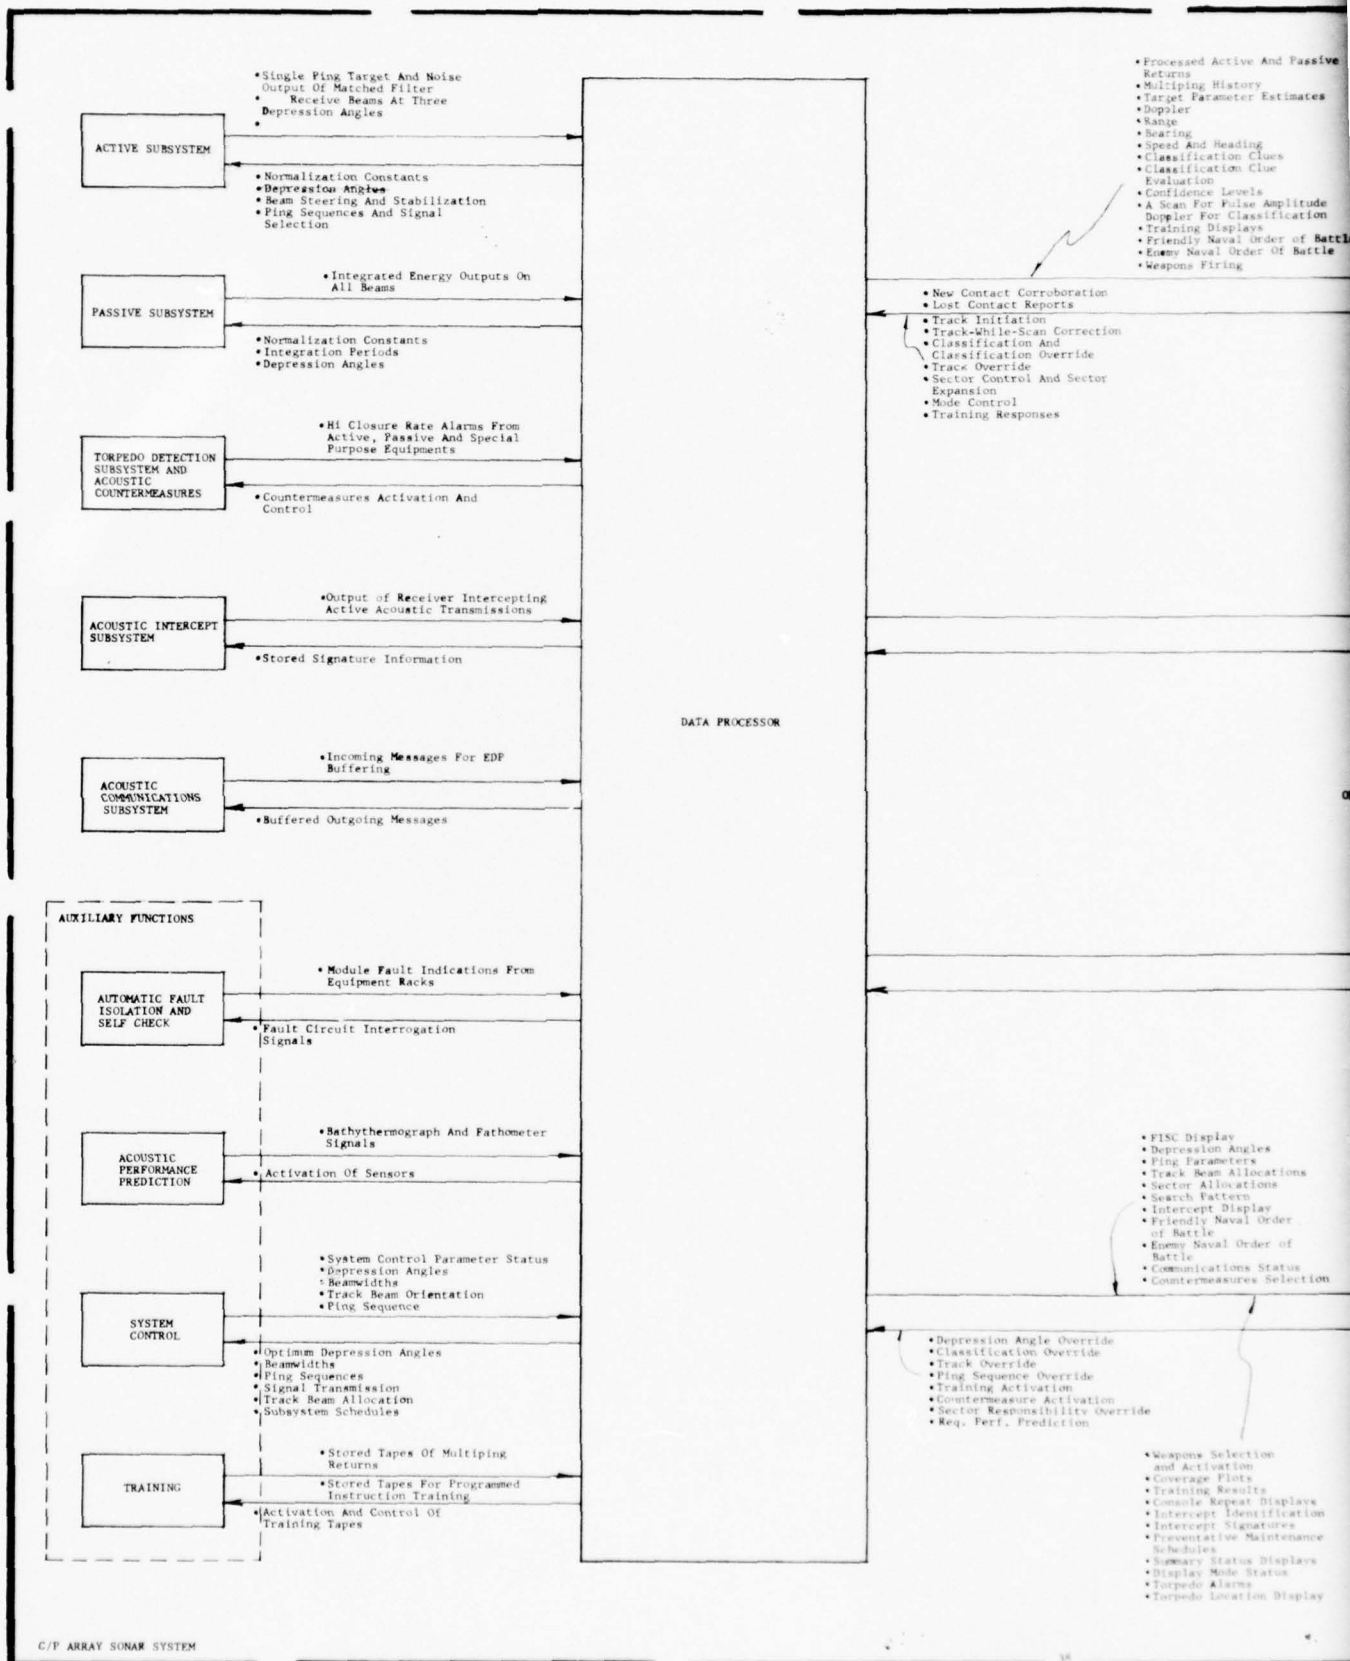 • Single Ping Target And Noise
Output Of Matched Filter
• Receive Beams At Three
Depression Angles
•
ACTIVE SUBSYSTEM
• Normalization Constants
• Depression Angles
• Beam Steering And Stabilization
• Ping Sequences And Signal
Selection
• Integrated Energy Outputs On
All Beams
PASSIVE SUBSYSTEM
• Normalization Constants
• Integration Periods
• Depression Angles
• Hi Closure Rate Alarms From
Active, Passive And Special
Purpose Equipments
TORPEDO DETECTION
SUBSYSTEM AND
ACOUSTIC
COUNTERMEASURES
• Countermeasures Activation And
Control
• Output of Receiver Intercepting
Active Acoustic Transmissions
ACOUSTIC INTERCEPT
SUBSYSTEM
• Stored Signature Information
• Incoming Messages For EDP
Buffering
ACOUSTIC
COMMUNICATIONS
SUBSYSTEM
• Buffered Outgoing Messages
AUXILIARY FUNCTIONS
• Module Fault Indications From
Equipment Racks
AUTOMATIC FAULT
ISOLATION AND
SELF CHECK
• Fault Circuit Interrogation
Signals
• Bathythermograph And Fathometer
Signals
ACOUSTIC
PERFORMANCE
PREDICTION
• Activation Of Sensors
• System Control Parameter Status
• Depression Angles
• Beamwidths
• Track Beam Orientation
• Ping Sequence
SYSTEM
CONTROL
• Optimum Depression Angles
• Beamwidths
• Ping Sequences
• Signal Transmission
• Track Beam Allocation
• Subsystem Schedules
• Stored Tapes Of Multiping
Returns
• Stored Tapes For Programmed
Instruction Training
TRAINING
• Activation And Control Of
Training Tapes
DATA PROCESSOR
• Processed Active And Passive
Returns
• Multiping History
• Target Parameter Estimates
• Doppler
• Range
• Bearing
• Speed And Heading
• Classification Clues
• Classification Clue
Evaluation
• Confidence Levels
• A Scan For Pulse Amplitude
Doppler For Classification
• Training Displays
• Friendly Naval Order of Battle
• Enemy Naval Order Of Battle
• Weapons Firing
• New Contact Corroboration
• Lost Contact Reports
• Track Initiation
• Track-While-Scan Correction
• Classification And
Classification Override
• Track Override
• Sector Control And Sector
Expansion
• Mode Control
• Training Responses
• FISC Display
• Depression Angles
• Ping Parameters
• Track Beam Allocations
• Sector Allocations
• Search Pattern
• Intercept Display
• Friendly Naval Order
of Battle
• Enemy Naval Order of
Battle
• Communications Status
• Countermeasures Selection
• Depression Angle Override
• Classification Override
• Track Override
• Ping Sequence Override
• Training Activation
• Countermeasure Activation
• Sector Responsibility Override
• Req. Perf. Prediction
• Weapons Selection
and Activation
• Coverage Plots
• Training Results
• Console Repeat Displays
• Intercept Identification
• Intercept Signatures
• Preventative Maintenance
Schedules
• Summary Status Displays
• Display Mode Status
• Torpedo Alarms
• Torpedo Location Display
C/P ARRAY SONAR SYSTEM